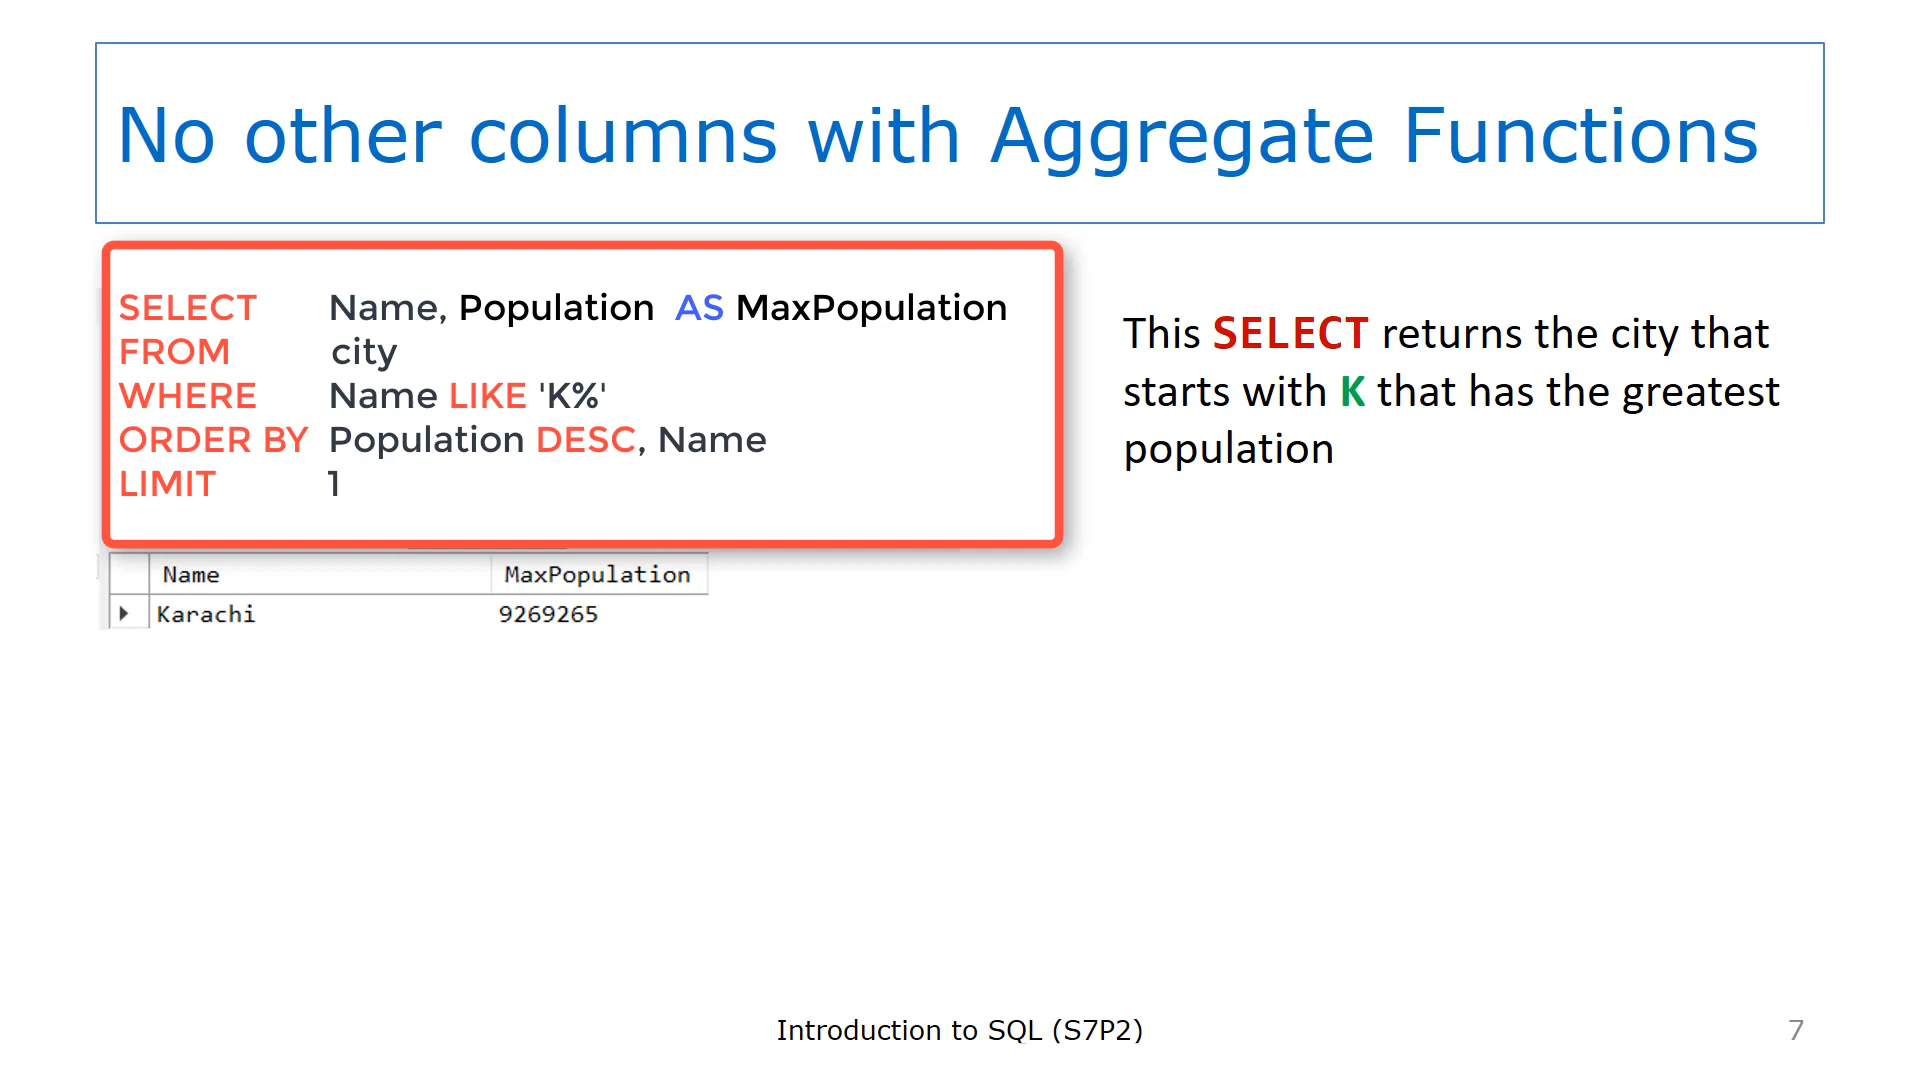 No other columns with Aggregate Functions
SELECT Name, Population AS MaxPopulation
FROM city
WHERE Name LIKE 'K%'
ORDER BY Population DESC, Name
LIMIT 1
This SELECT returns the city that
starts with K that has the greatest
population
Name MaxPopulation
Karachi 9269265
Introduction to SQL (S7P2)
7